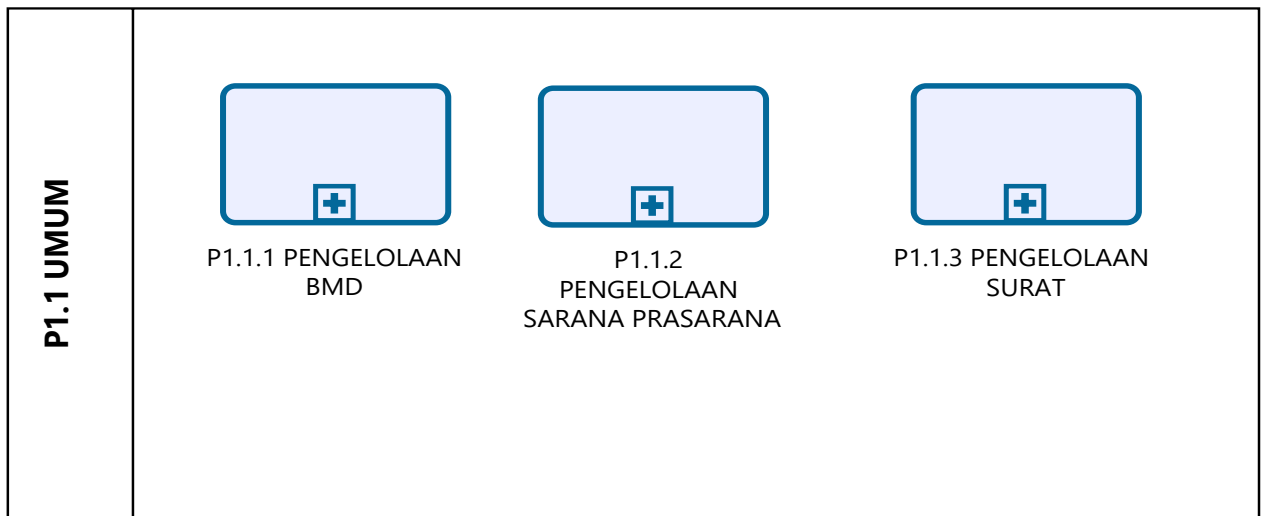 P1.1 UMUM
P1.1.1 PENGELOLAAN
BMD
P1.1.2
PENGELOLAAN
SARANA PRASARANA
P1.1.3 PENGELOLAAN
SURAT